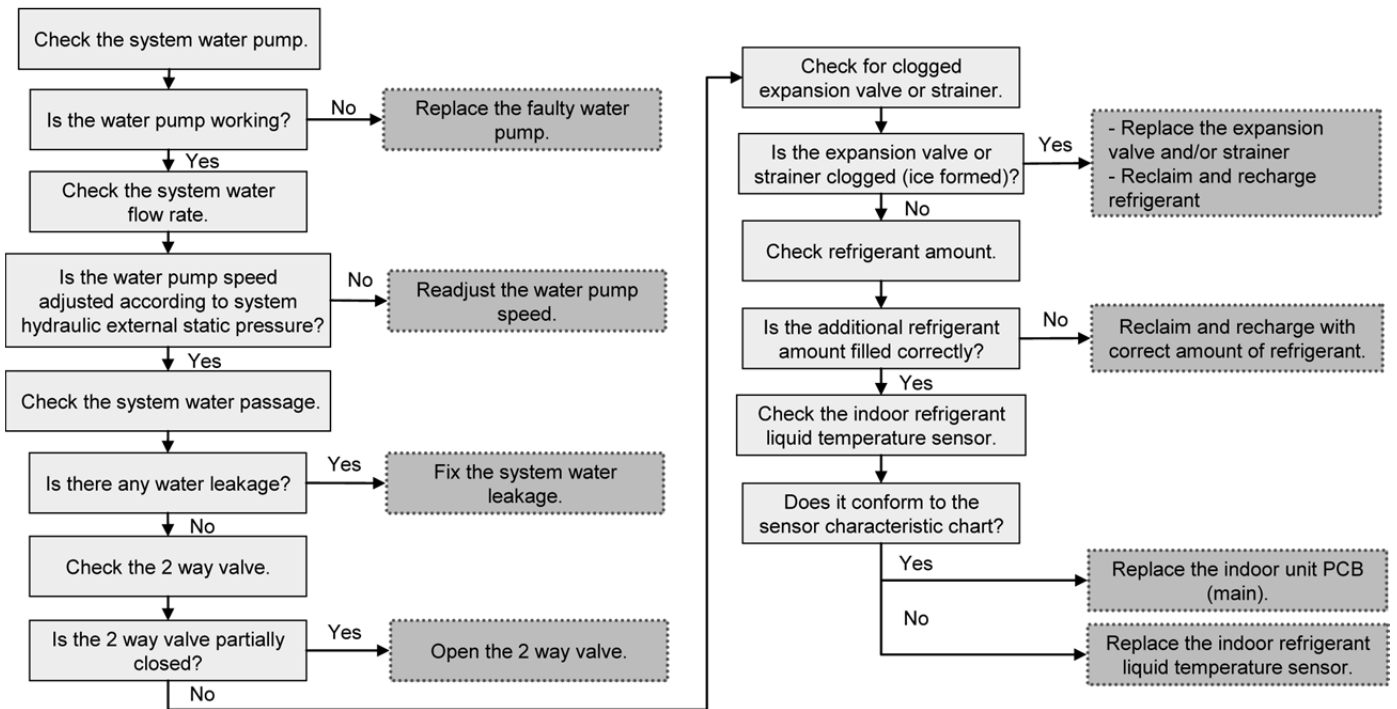 Check the system water pump.
Is the water pump working?
No
Replace the faulty water
pump.
Yes
Check the system water
flow rate.
Is the water pump speed
adjusted according to system
hydraulic external static pressure?
No
Readjust the water pump
speed.
Yes
Check the system water passage.
Is there any water leakage?
Yes
Fix the system water
leakage.
No
Check the 2 way valve.
Is the 2 way valve partially
closed?
Yes
Open the 2 way valve.
No
Check for clogged
expansion valve or strainer.
Is the expansion valve or
strainer clogged (ice formed)?
Yes
- Replace the expansion
valve and/or strainer
- Reclaim and recharge
refrigerant
No
Check refrigerant amount.
Is the additional refrigerant
amount filled correctly?
No
Reclaim and recharge with
correct amount of refrigerant.
Yes
Check the indoor refrigerant
liquid temperature sensor.
Does it conform to the
sensor characteristic chart?
Yes
Replace the indoor unit PCB
(main).
No
Replace the indoor refrigerant
liquid temperature sensor.